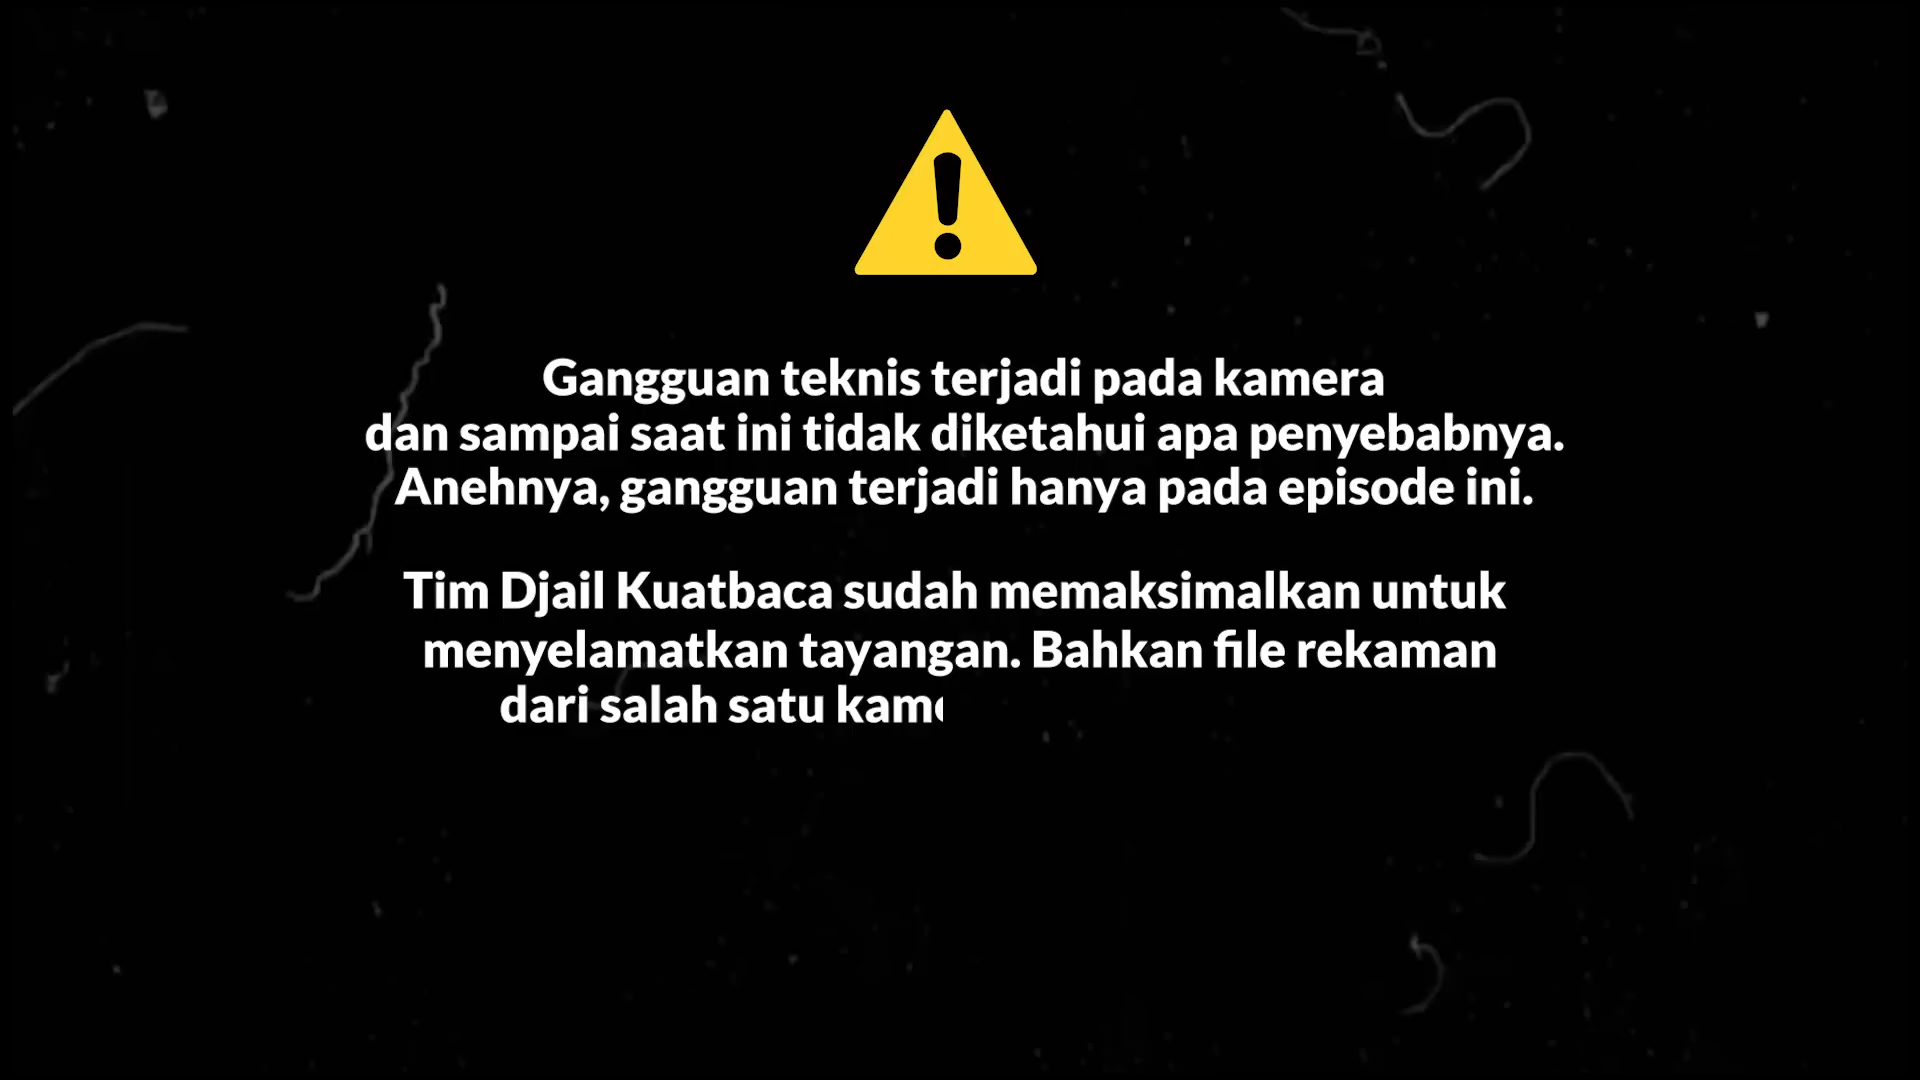 Gangguan teknis terjadi pada kamera
dan sampai saat ini tidak diketahui apa penyebabnya.
Anehnya, gangguan terjadi hanya pada episode ini.
Tim Djail Kuatbaca sudah memaksimalkan untuk
menyelamatkan tayangan. Bahkan file rekaman
dari salah satu